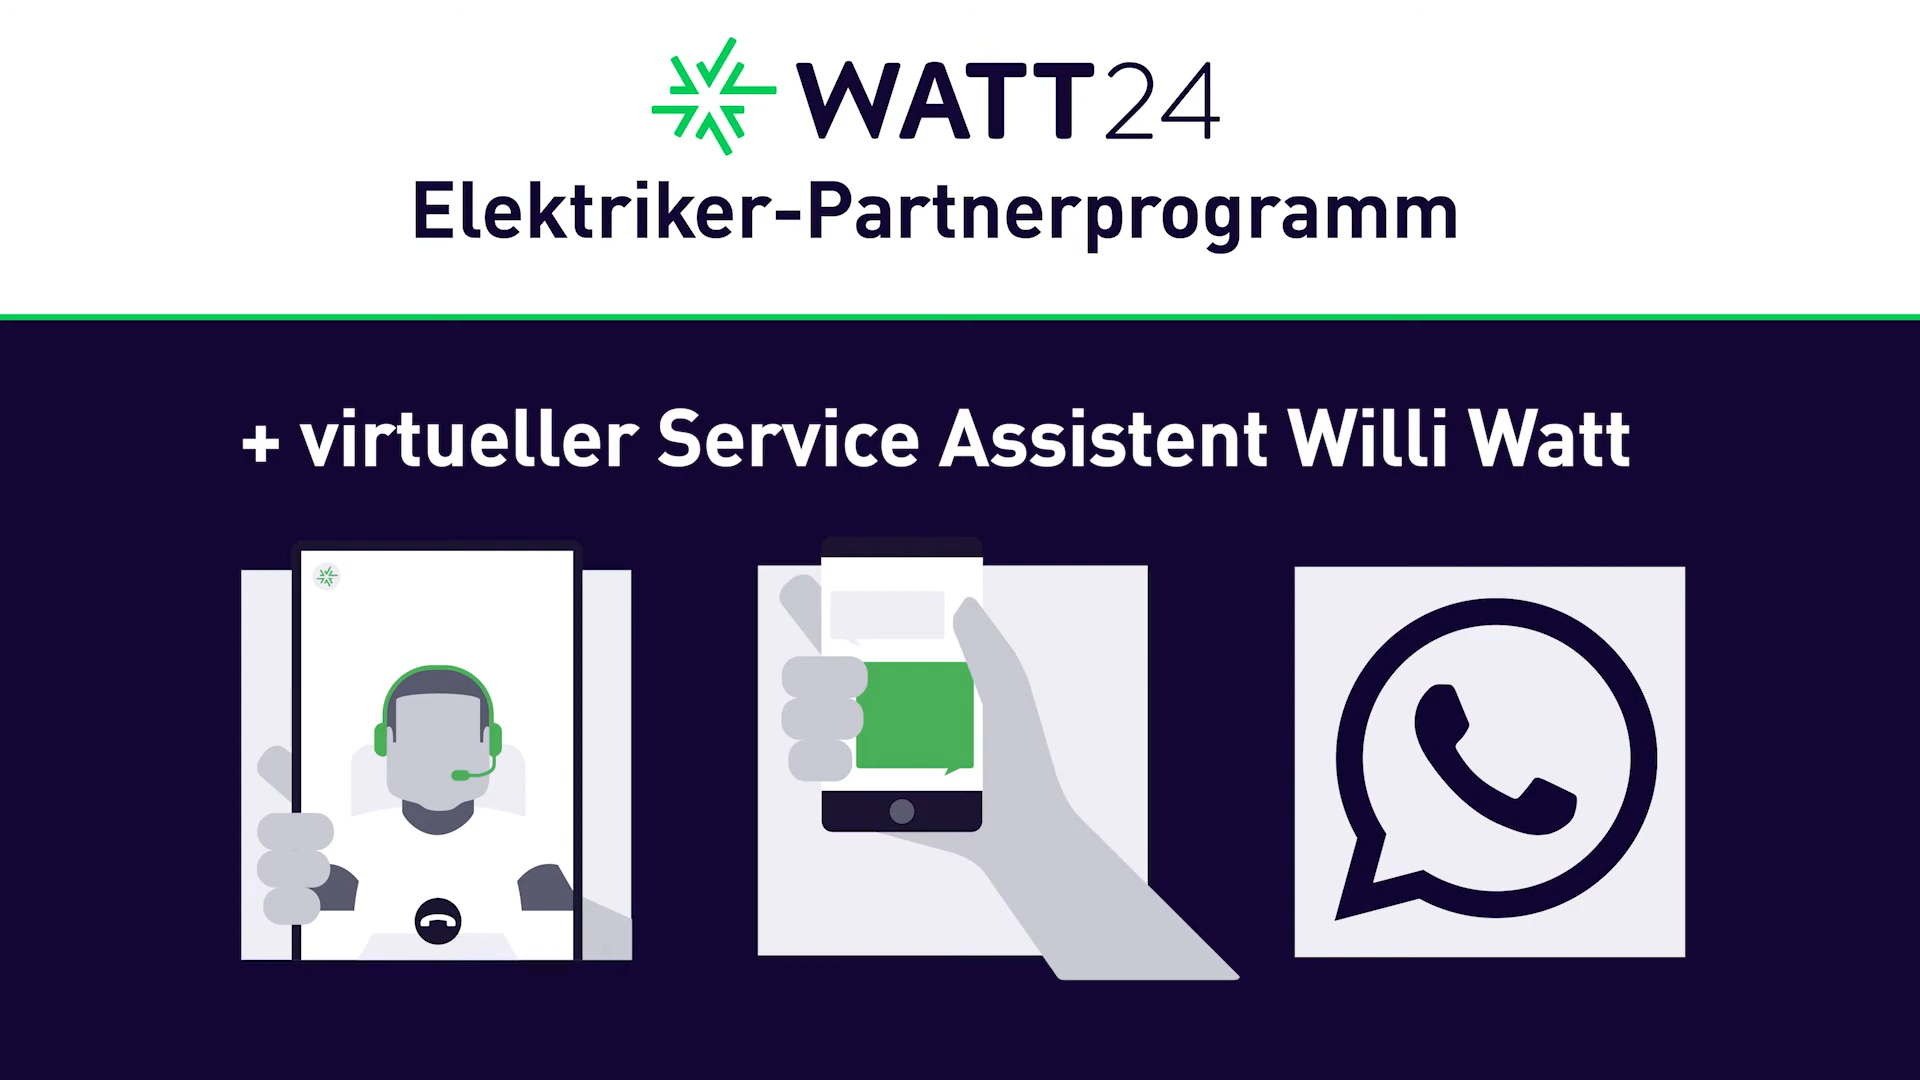 WATT24
Elektriker-Partnerprogramm
+ virtueller Service Assistent Willi Watt